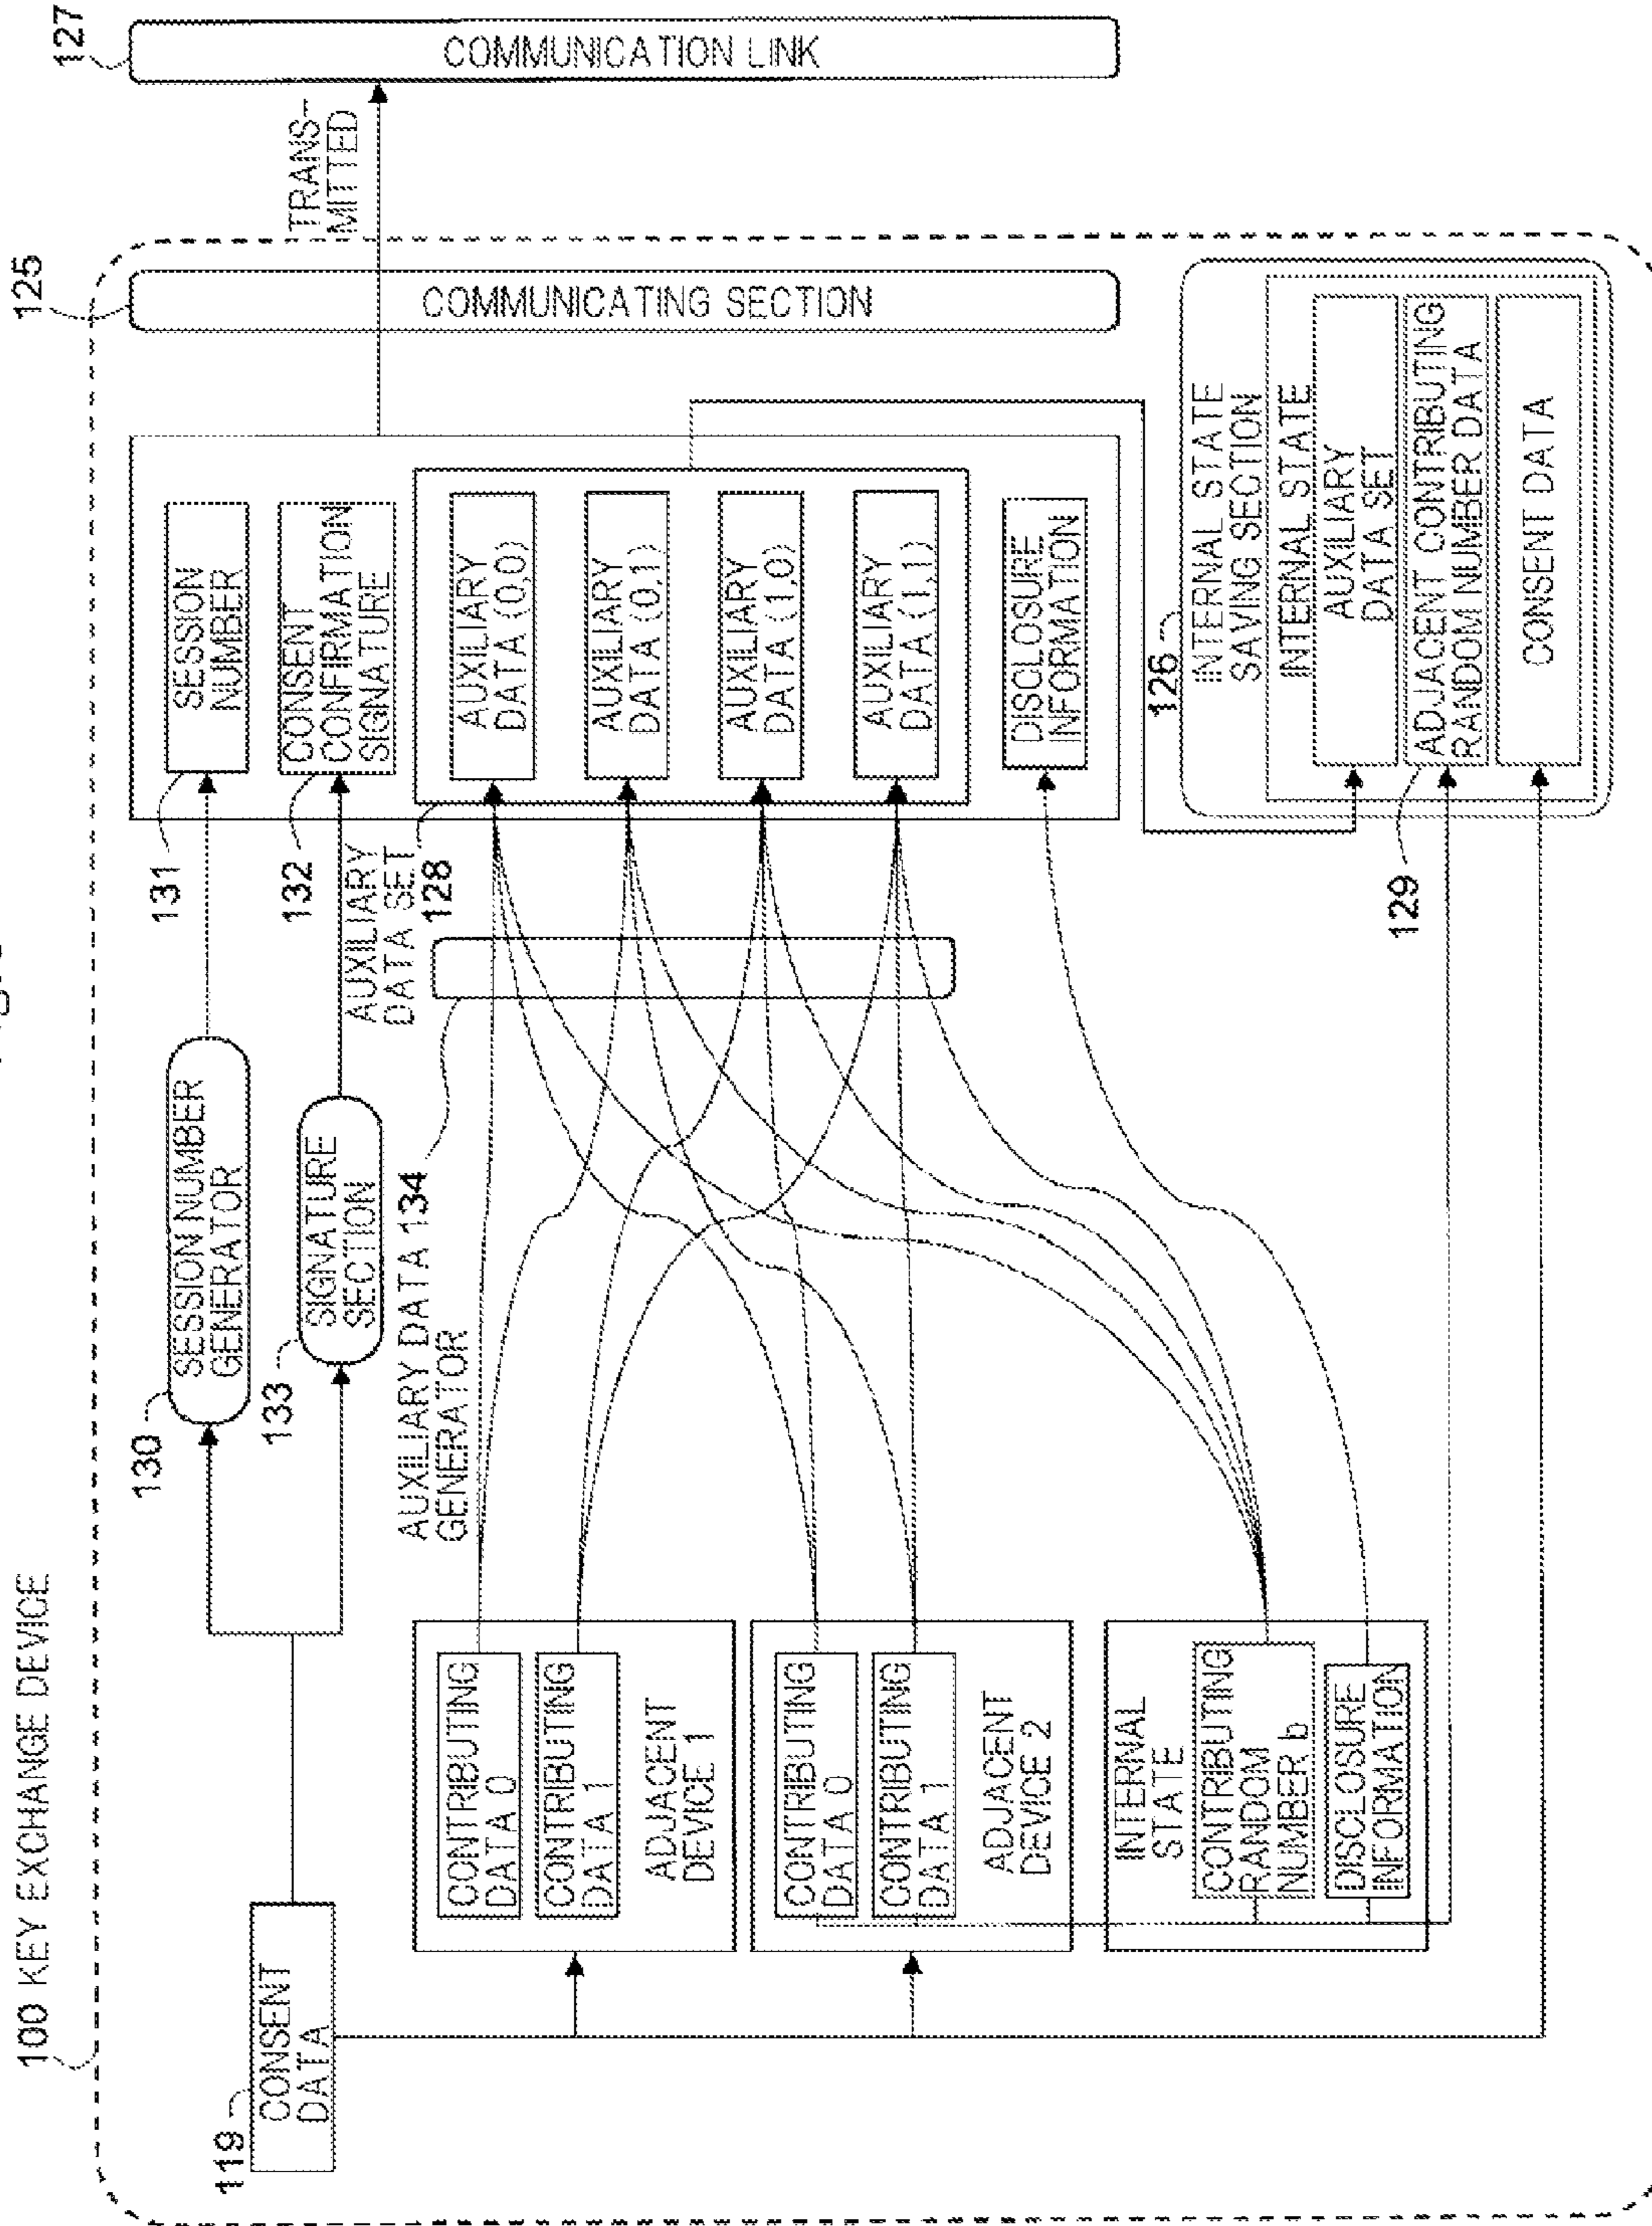 100 KEY EXCHANGE DEVICE
119
CONSENT
DATA
130
SESSION NUMBER
GENERATOR
133
SIGNATURE
SECTION
AUXILIARY DATA 134
GENERATOR
AUXILIARY
DATA SET
128
131
SESSION
NUMBER
132
CONSENT
CONFIRMATION
SIGNATURE
AUXILIARY
DATA (0,0)
AUXILIARY
DATA (0,1)
AUXILIARY
DATA (1,0)
AUXILIARY
DATA (1,1)
DISCLOSURE
INFORMATION
CONTRIBUTING
DATA 0
CONTRIBUTING
DATA 1
ADJACENT
DEVICE 1
CONTRIBUTING
DATA 0
CONTRIBUTING
DATA 1
ADJACENT
DEVICE 2
INTERNAL
STATE
CONTRIBUTING
RANDOM
NUMBER b
DISCLOSURE
INFORMATION
125
COMMUNICATING SECTION
TRANS-
MITTED
127
COMMUNICATION LINK
126
INTERNAL STATE
SAVING SECTION
INTERNAL STATE
AUXILIARY
DATA SET
129
ADJACENT CONTRIBUTING
RANDOM NUMBER DATA
CONSENT DATA